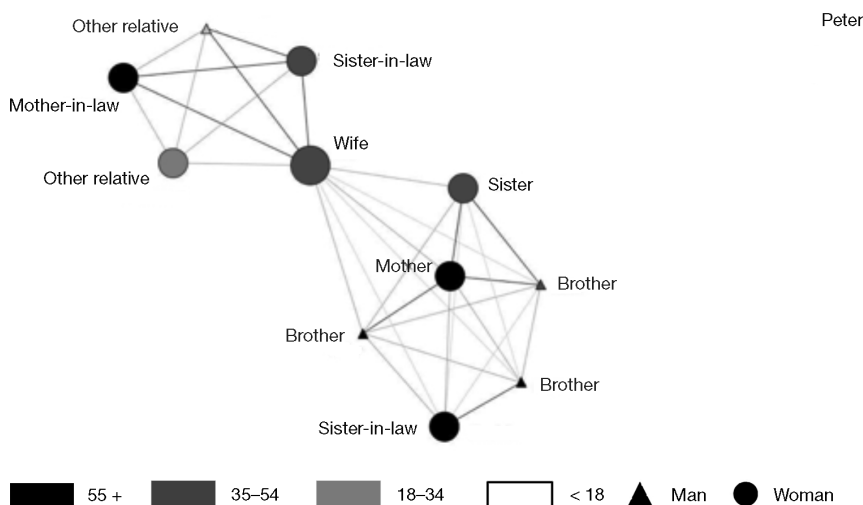 Peter
Other relative
Sister-in-law
Mother-in-law
Wife
Other relative
Sister
Mother
Brother
Brother
Brother
Sister-in-law
55 + 35–54 18–34 < 18 Man Woman